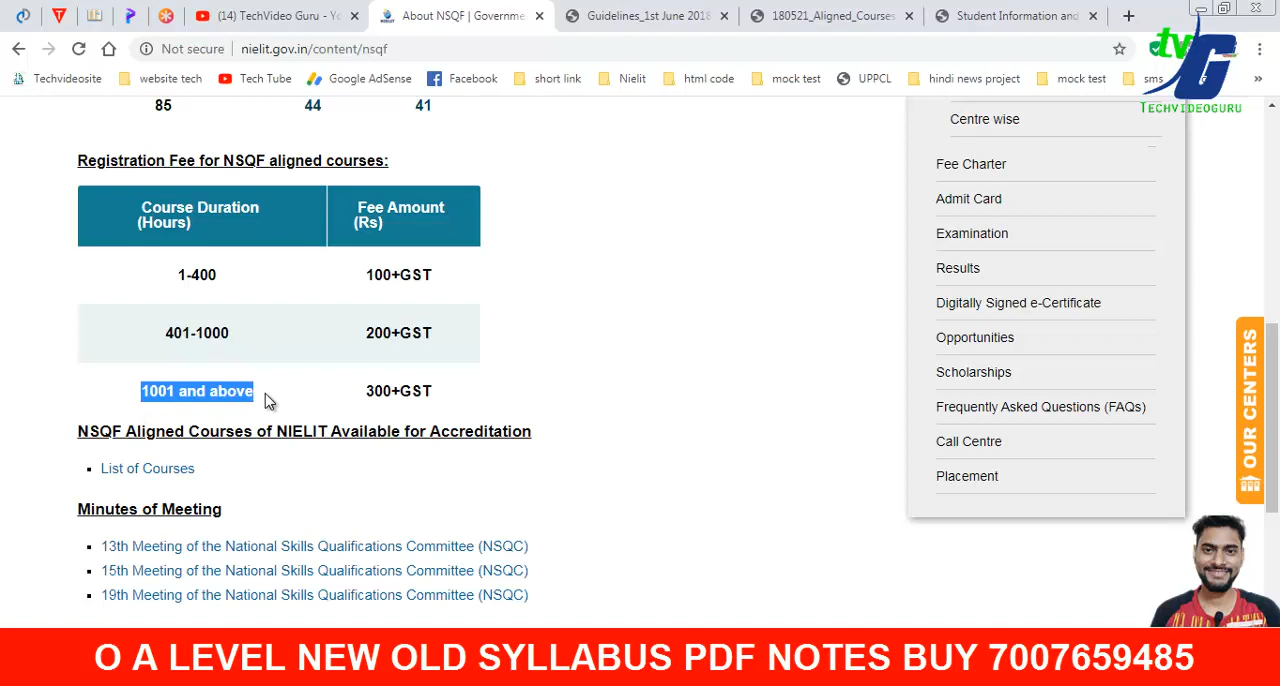 (14) TechVideo Guru - Yo
About NSQF | Governme
Guidelines_1st June 2018
180521_Aligned_Courses
Student Information and
Not secure
nielit.gov.in/content/nsqf
Techvideosite
website tech
Tech Tube
Google AdSense
Facebook
short link
Nielit
html code
mock test
UPPCL
hindi news project
mock test
sms
»
tv
G
TECHVIDEOGURU
85 44 41
Registration Fee for NSQF aligned courses:
Course Duration (Hours)
Fee Amount (Rs)
1-400 100+GST
401-1000 200+GST
1001 and above 300+GST
NSQF Aligned Courses of NIELIT Available for Accreditation
List of Courses
Minutes of Meeting
13th Meeting of the National Skills Qualifications Committee (NSQC)
15th Meeting of the National Skills Qualifications Committee (NSQC)
19th Meeting of the National Skills Qualifications Committee (NSQC)
Centre wise
Fee Charter
Admit Card
Examination
Results
Digitally Signed e-Certificate
Opportunities
Scholarships
Frequently Asked Questions (FAQs)
Call Centre
Placement
OUR CENTERS
O A LEVEL NEW OLD SYLLABUS PDF NOTES BUY 7007659485